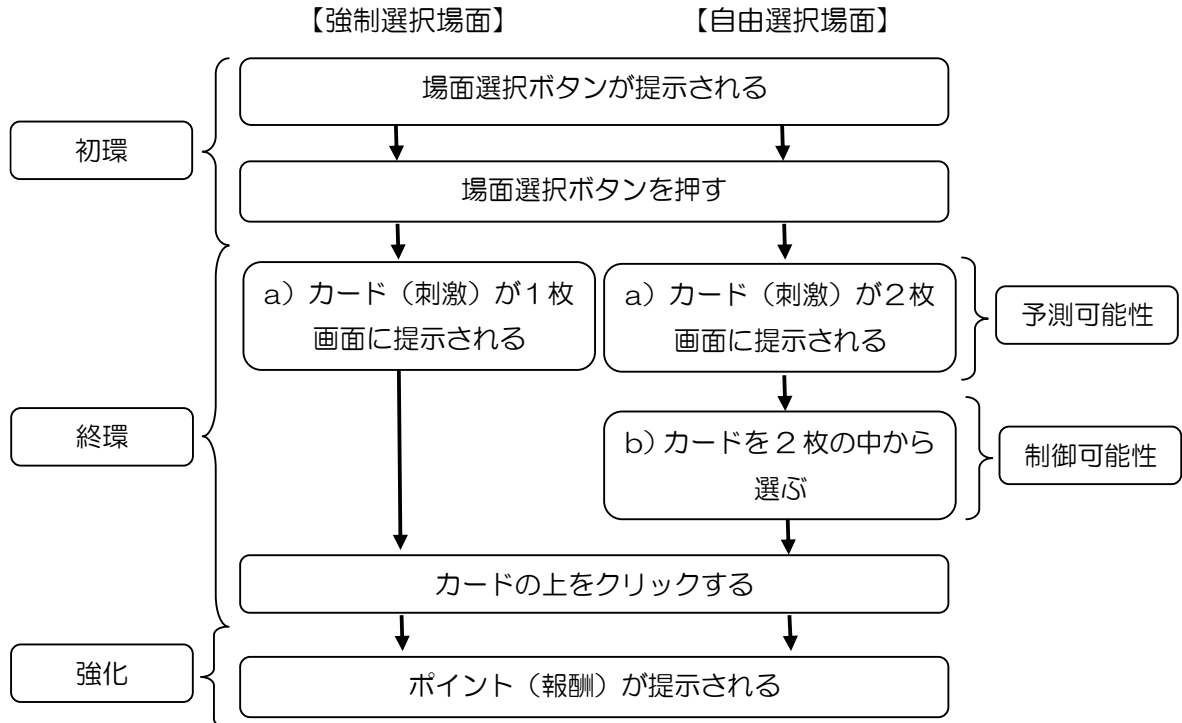 【強制選択場面】
【自由選択場面】
場面選択ボタンが提示される
初環
場面選択ボタンを押す
a）カード（刺激）が１枚
画面に提示される
a）カード（刺激）が２枚
画面に提示される
予測可能性
終環
b）カードを２枚の中から
選ぶ
制御可能性
カードの上をクリックする
強化
ポイント（報酬）が提示される